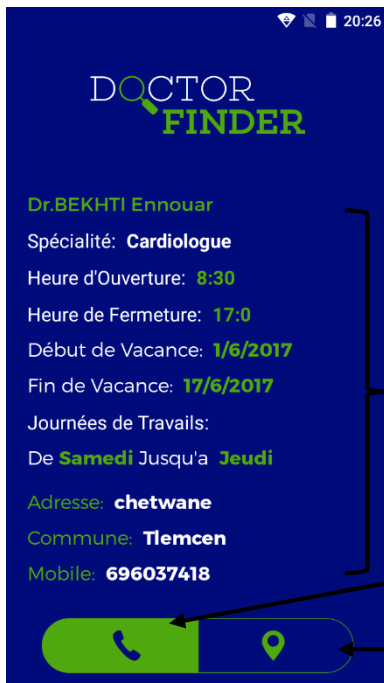 20:26
DOCTOR
FINDER
Dr.BEKHTI Ennouar
Spécialité: Cardiologue
Heure d'Ouverture: 8:30
Heure de Fermeture: 17:0
Début de Vacance: 1/6/2017
Fin de Vacance: 17/6/2017
Journées de Travails:
De Samedi Jusqu'a Jeudi
Adresse: chetwane
Commune: Tlemcen
Mobile: 696037418